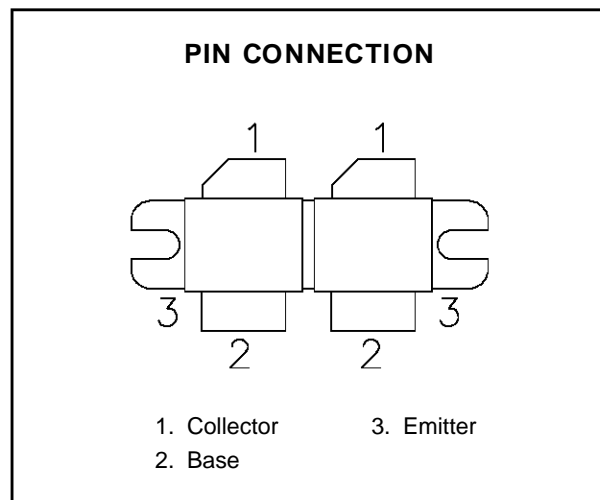 PIN CONNECTION
1 1
3 3
2 2
1. Collector 3. Emitter
2. Base